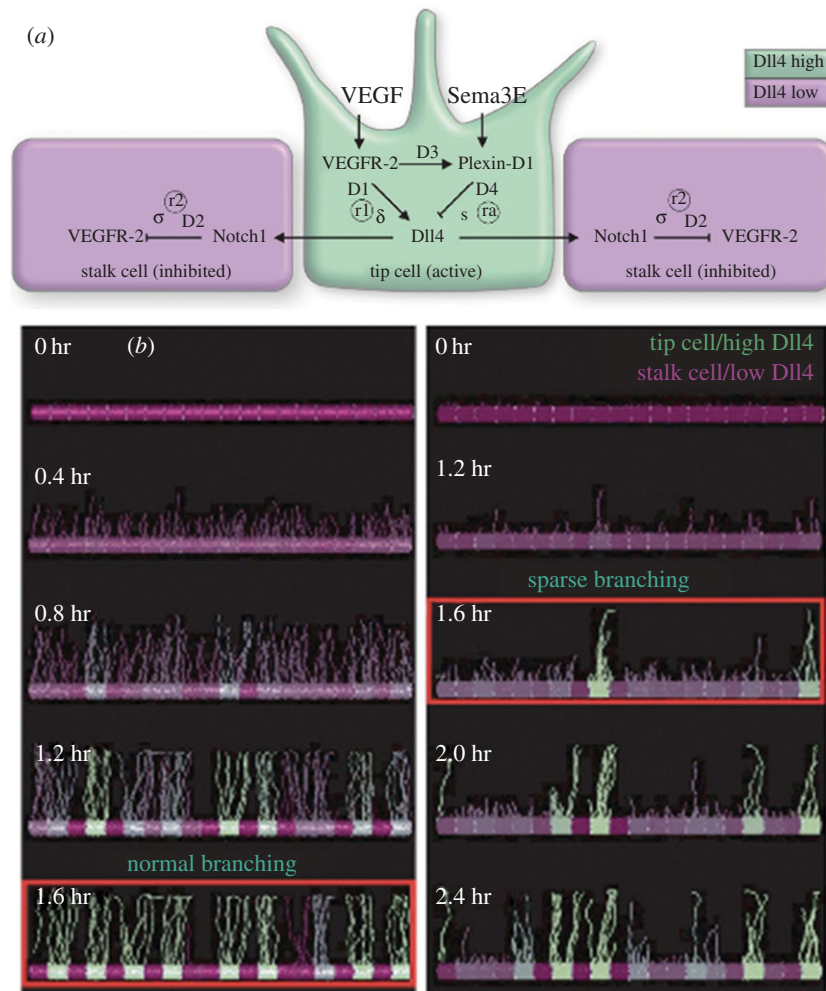 (a)
Dll4 high
Dll4 low
VEGF Sema3E
VEGFR-2 D3 Plexin-D1
D1 D4
r1 δ s ra
Dll4
tip cell (active)
r2
σ D2
VEGFR-2 Notch1
stalk cell (inhibited)
r2
σ D2
Notch1 VEGFR-2
stalk cell (inhibited)
0 hr (b)
0.4 hr
0.8 hr
1.2 hr
normal branching
1.6 hr
0 hr
tip cell/high Dll4
stalk cell/low Dll4
1.2 hr
sparse branching
1.6 hr
2.0 hr
2.4 hr